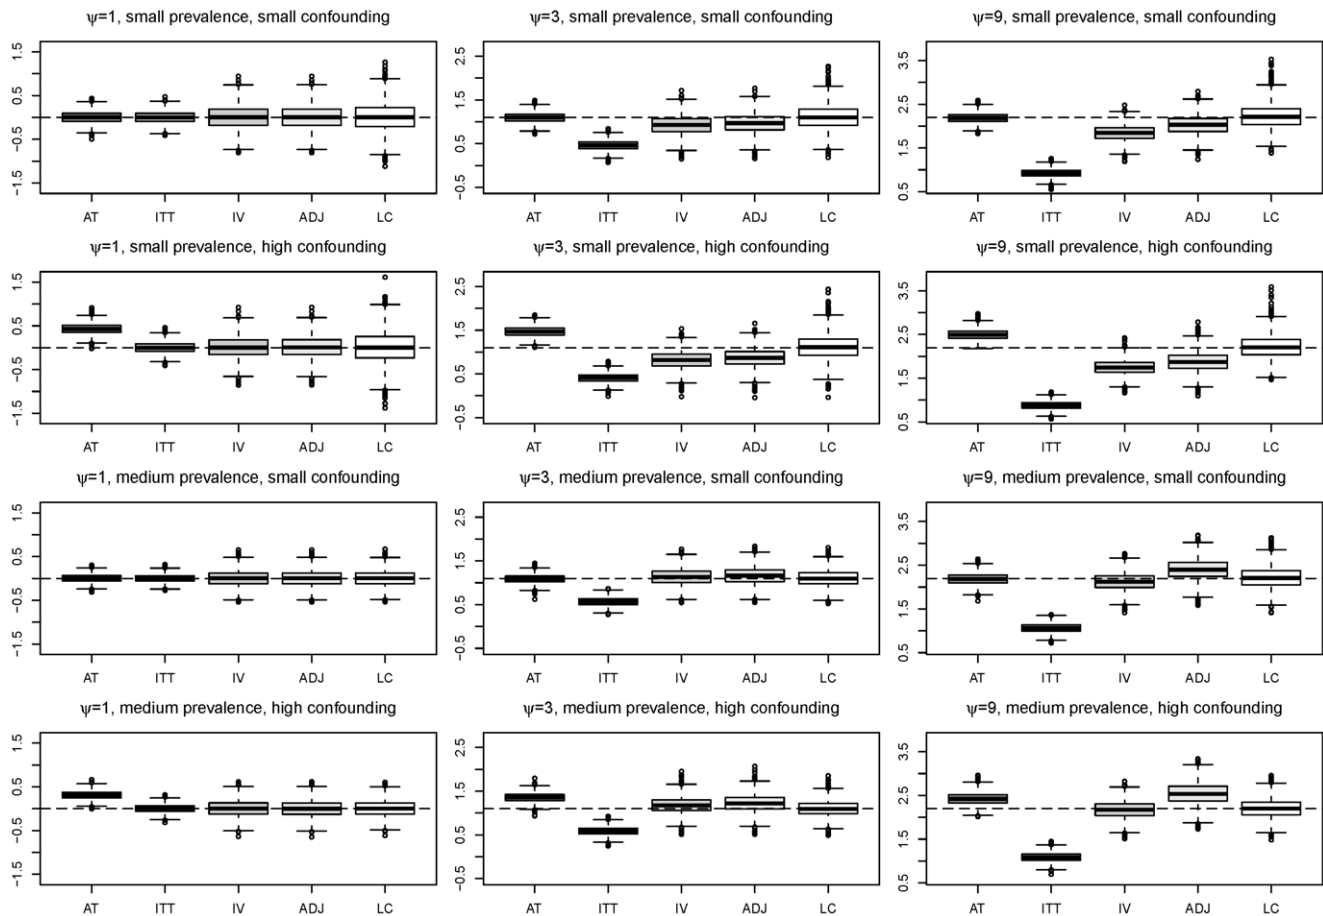 ψ=1, small prevalence, small confounding
1.5
0.5
−0.5
−1.5
AT ITT IV ADJ LC
ψ=3, small prevalence, small confounding
2.5
1.5
0.5
−0.5
AT ITT IV ADJ LC
ψ=9, small prevalence, small confounding
3.5
2.5
1.5
0.5
AT ITT IV ADJ LC
ψ=1, small prevalence, high confounding
1.5
0.5
−0.5
−1.5
AT ITT IV ADJ LC
ψ=3, small prevalence, high confounding
2.5
1.5
0.5
−0.5
AT ITT IV ADJ LC
ψ=9, small prevalence, high confounding
3.5
2.5
1.5
0.5
AT ITT IV ADJ LC
ψ=1, medium prevalence, small confounding
1.5
0.5
−0.5
−1.5
AT ITT IV ADJ LC
ψ=3, medium prevalence, small confounding
2.5
1.5
0.5
−0.5
AT ITT IV ADJ LC
ψ=9, medium prevalence, small confounding
3.5
2.5
1.5
0.5
AT ITT IV ADJ LC
ψ=1, medium prevalence, high confounding
1.5
0.5
−0.5
−1.5
AT ITT IV ADJ LC
ψ=3, medium prevalence, high confounding
2.5
1.5
0.5
−0.5
AT ITT IV ADJ LC
ψ=9, medium prevalence, high confounding
3.5
2.5
1.5
0.5
AT ITT IV ADJ LC